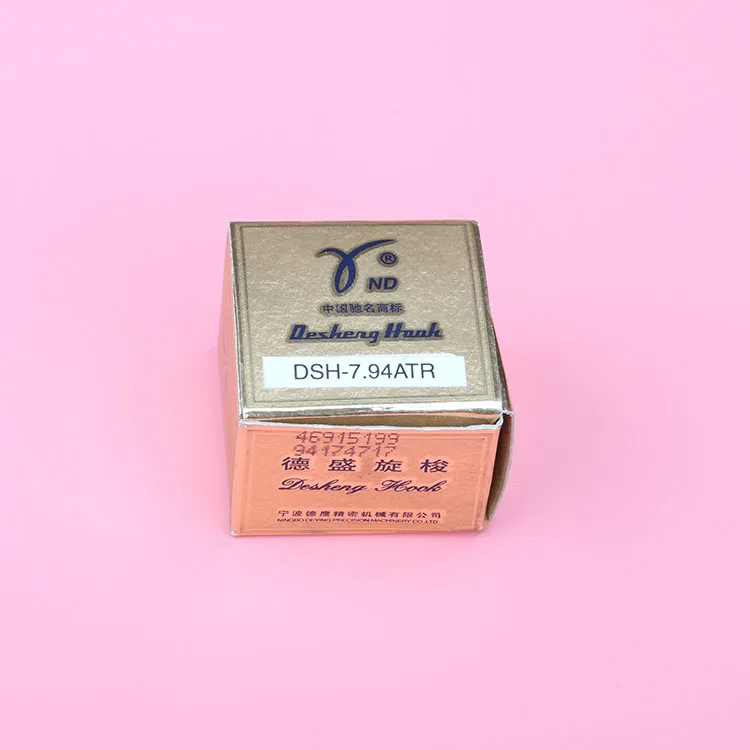 ® ND
中国驰名商标
Desheng Hook
DSH-7.94ATR
46915199
94174717
德盛旋梭
Desheng Hook
宁波德鹰精密机械有限公司
NINGBO DEYING PRECISION MACHINERY CO.,LTD